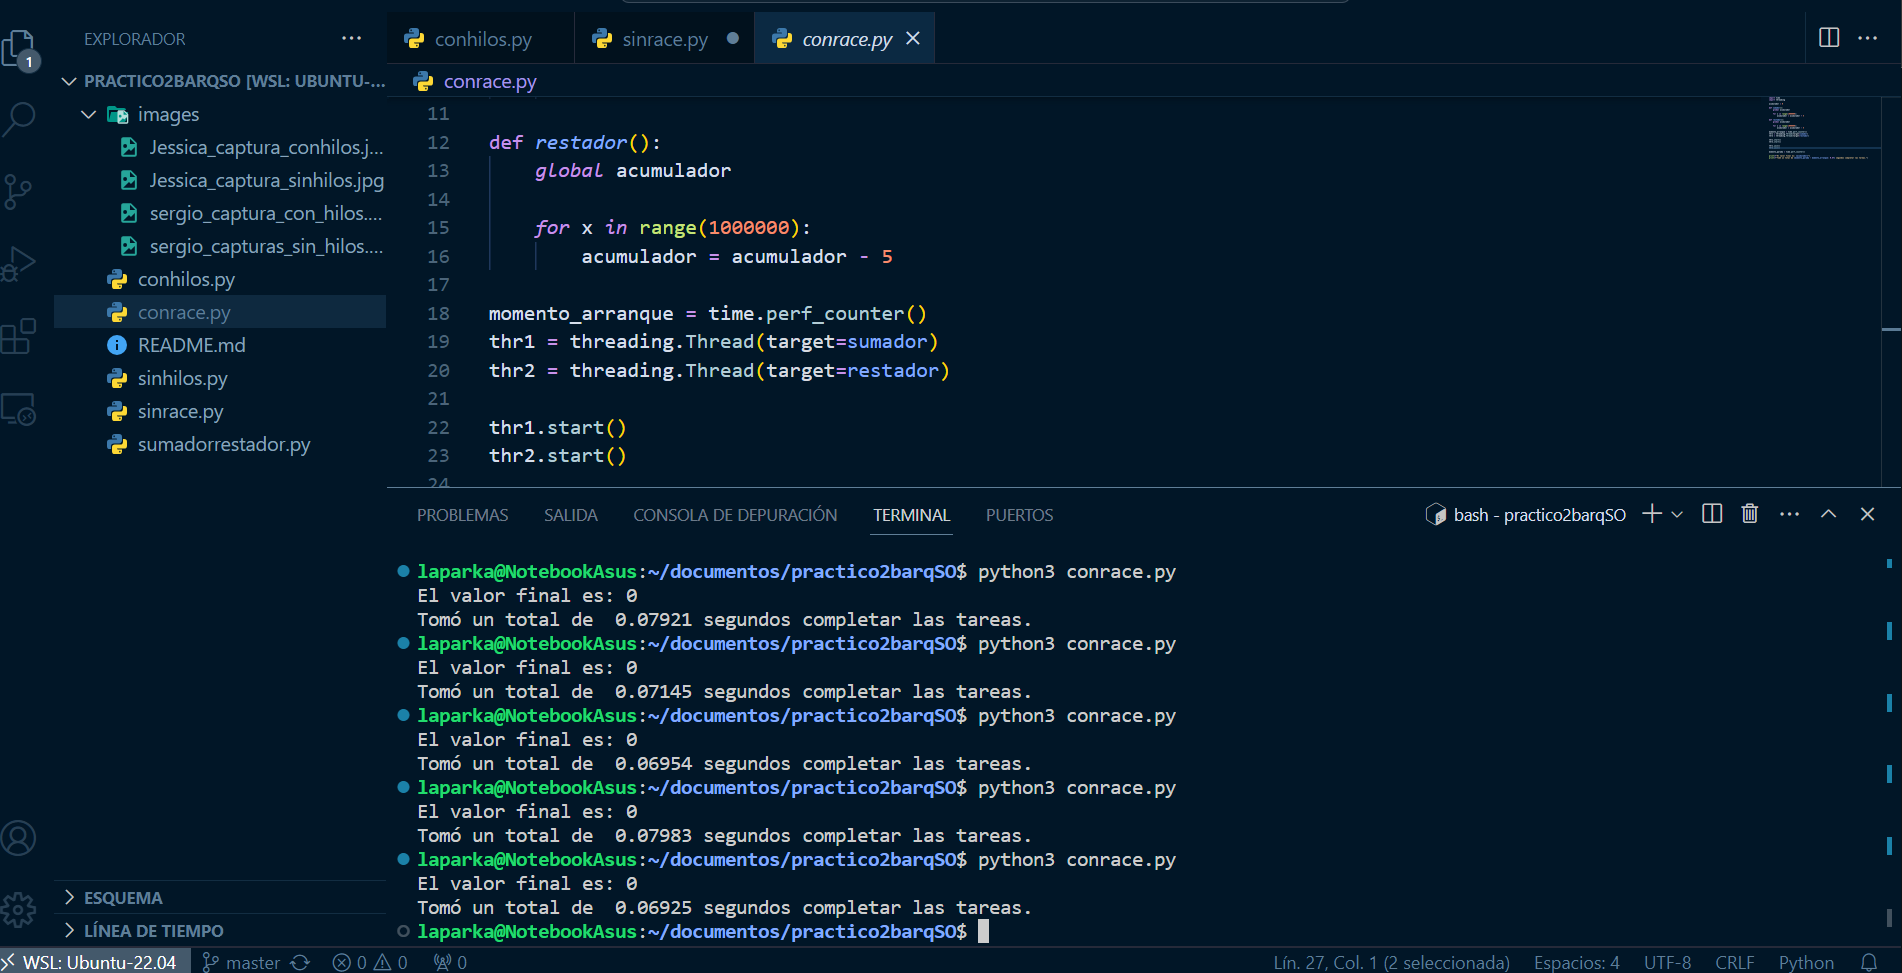 EXPLORADOR
PRACTICO2BARQSO [WSL: UBUNTU-...
images
Jessica_captura_conhilos.j...
Jessica_captura_sinhilos.jpg
sergio_captura_con_hilos....
sergio_capturas_sin_hilos....
conhilos.py
conrace.py
README.md
sinhilos.py
sinrace.py
sumadorrestador.py
ESQUEMA
LÍNEA DE TIEMPO
1
conhilos.py
sinrace.py
conrace.py
conrace.py
11
12 def restador():
13 global acumulador
14
15 for x in range(1000000):
16 acumulador = acumulador - 5
17
18 momento_arranque = time.perf_counter()
19 thr1 = threading.Thread(target=sumador)
20 thr2 = threading.Thread(target=restador)
21
22 thr1.start()
23 thr2.start()
24
PROBLEMAS SALIDA CONSOLA DE DEPURACIÓN TERMINAL PUERTOS
bash - practico2barqSO
laparka@NotebookAsus:~/documentos/practico2barqSO$ python3 conrace.py
El valor final es: 0
Tomó un total de  0.07921 segundos completar las tareas.
laparka@NotebookAsus:~/documentos/practico2barqSO$ python3 conrace.py
El valor final es: 0
Tomó un total de  0.07145 segundos completar las tareas.
laparka@NotebookAsus:~/documentos/practico2barqSO$ python3 conrace.py
El valor final es: 0
Tomó un total de  0.06954 segundos completar las tareas.
laparka@NotebookAsus:~/documentos/practico2barqSO$ python3 conrace.py
El valor final es: 0
Tomó un total de  0.07983 segundos completar las tareas.
laparka@NotebookAsus:~/documentos/practico2barqSO$ python3 conrace.py
El valor final es: 0
Tomó un total de  0.06925 segundos completar las tareas.
laparka@NotebookAsus:~/documentos/practico2barqSO$
WSL: Ubuntu-22.04 master 0 0 0 Lín. 27, Col. 1 (2 seleccionada) Espacios: 4 UTF-8 CRLF Python